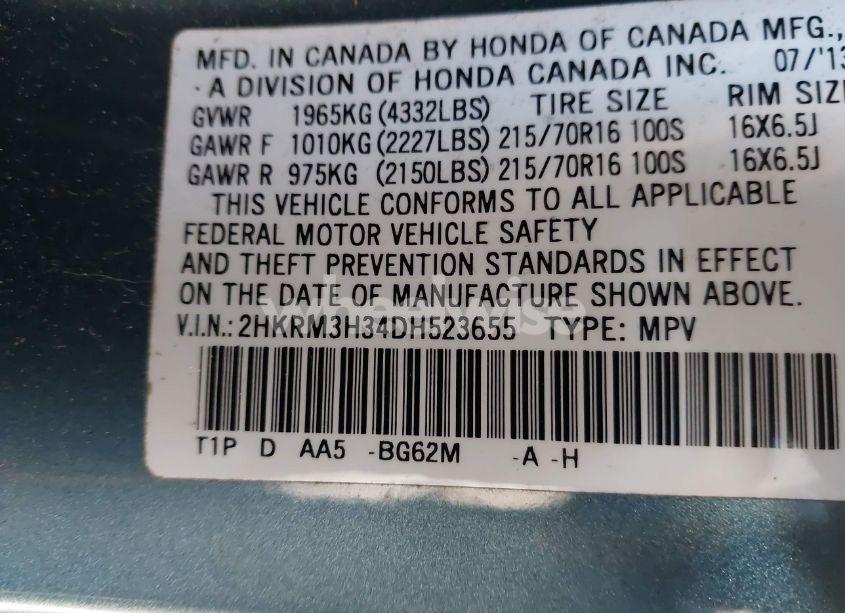 MFD. IN CANADA BY HONDA OF CANADA MFG.,
A DIVISION OF HONDA CANADA INC. 07/'13
GVWR 1965KG (4332LBS) TIRE SIZE RIM SIZE
GAWR F 1010KG (2227LBS) 215/70R16 100S 16X6.5J
GAWR R 975KG (2150LBS) 215/70R16 100S 16X6.5J
THIS VEHICLE CONFORMS TO ALL APPLICABLE
FEDERAL MOTOR VEHICLE SAFETY
AND THEFT PREVENTION STANDARDS IN EFFECT
ON THE DATE OF MANUFACTURE SHOWN ABOVE.
V.I.N.: 2HKRM3H34DH523655 TYPE: MPV
T1P D AA5 -BG62M -A -H